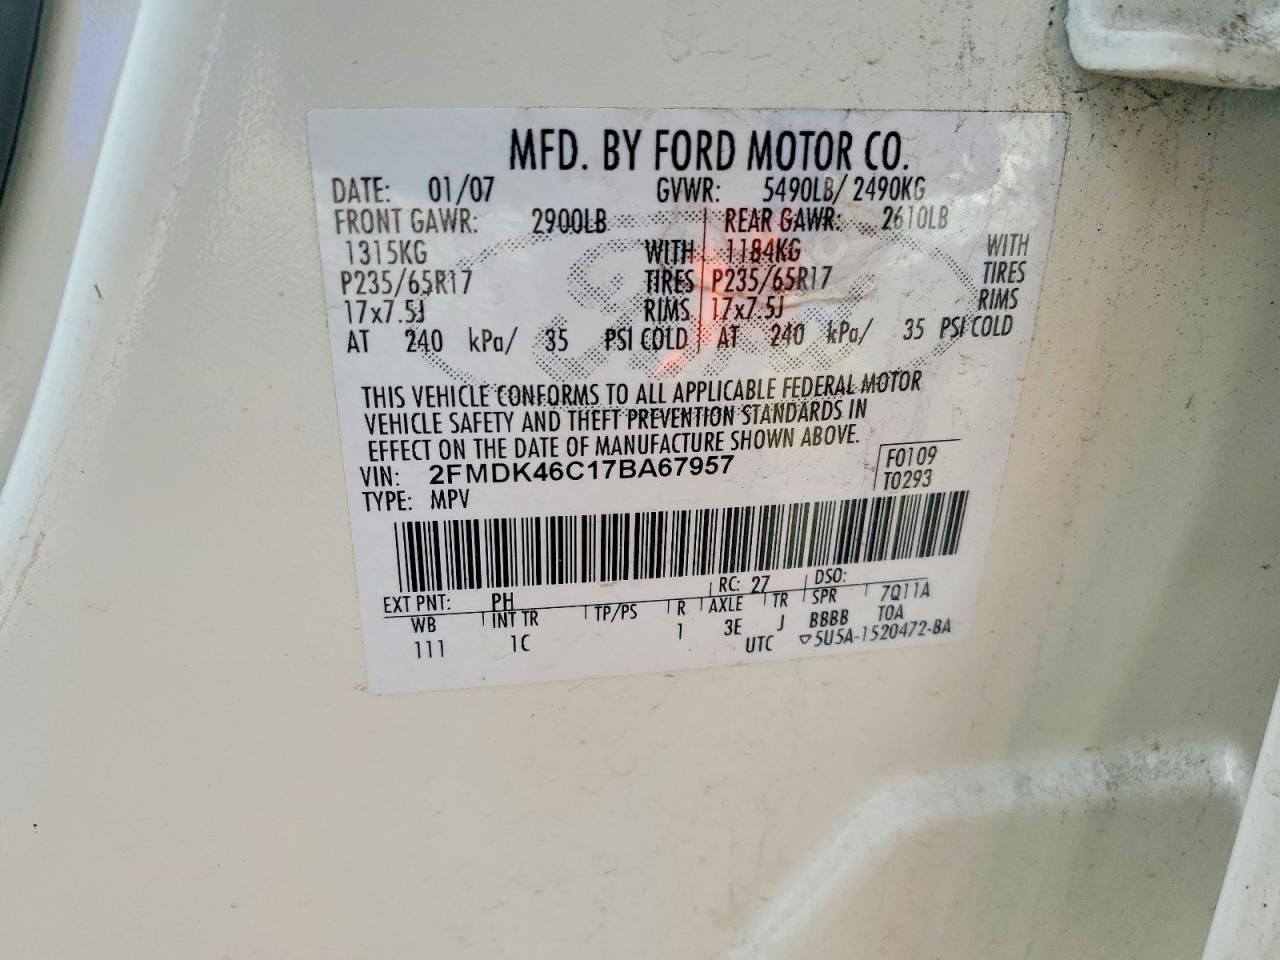 MFD. BY FORD MOTOR CO.
DATE: 01/07 GVWR: 5490LB/ 2490KG
FRONT GAWR: 2900LB REAR GAWR: 2610LB
1315KG WITH 1184KG WITH
P235/65R17 TIRES P235/65R17 TIRES
17x7.5J RIMS 17x7.5J RIMS
AT 240 kPa/ 35 PSI COLD AT 240 kPa/ 35 PSI COLD
THIS VEHICLE CONFORMS TO ALL APPLICABLE FEDERAL MOTOR
VEHICLE SAFETY AND THEFT PREVENTION STANDARDS IN
EFFECT ON THE DATE OF MANUFACTURE SHOWN ABOVE.
VIN: 2FMDK46C17BA67957 F0109
TYPE: MPV T0293
EXT PNT: PH RC: 27 DSO:
WB INT TR TP/PS R AXLE TR SPR 7Q11A
111 1C 1 3E J BBBB T0A
UTC ▽5U5A-1520472-BA